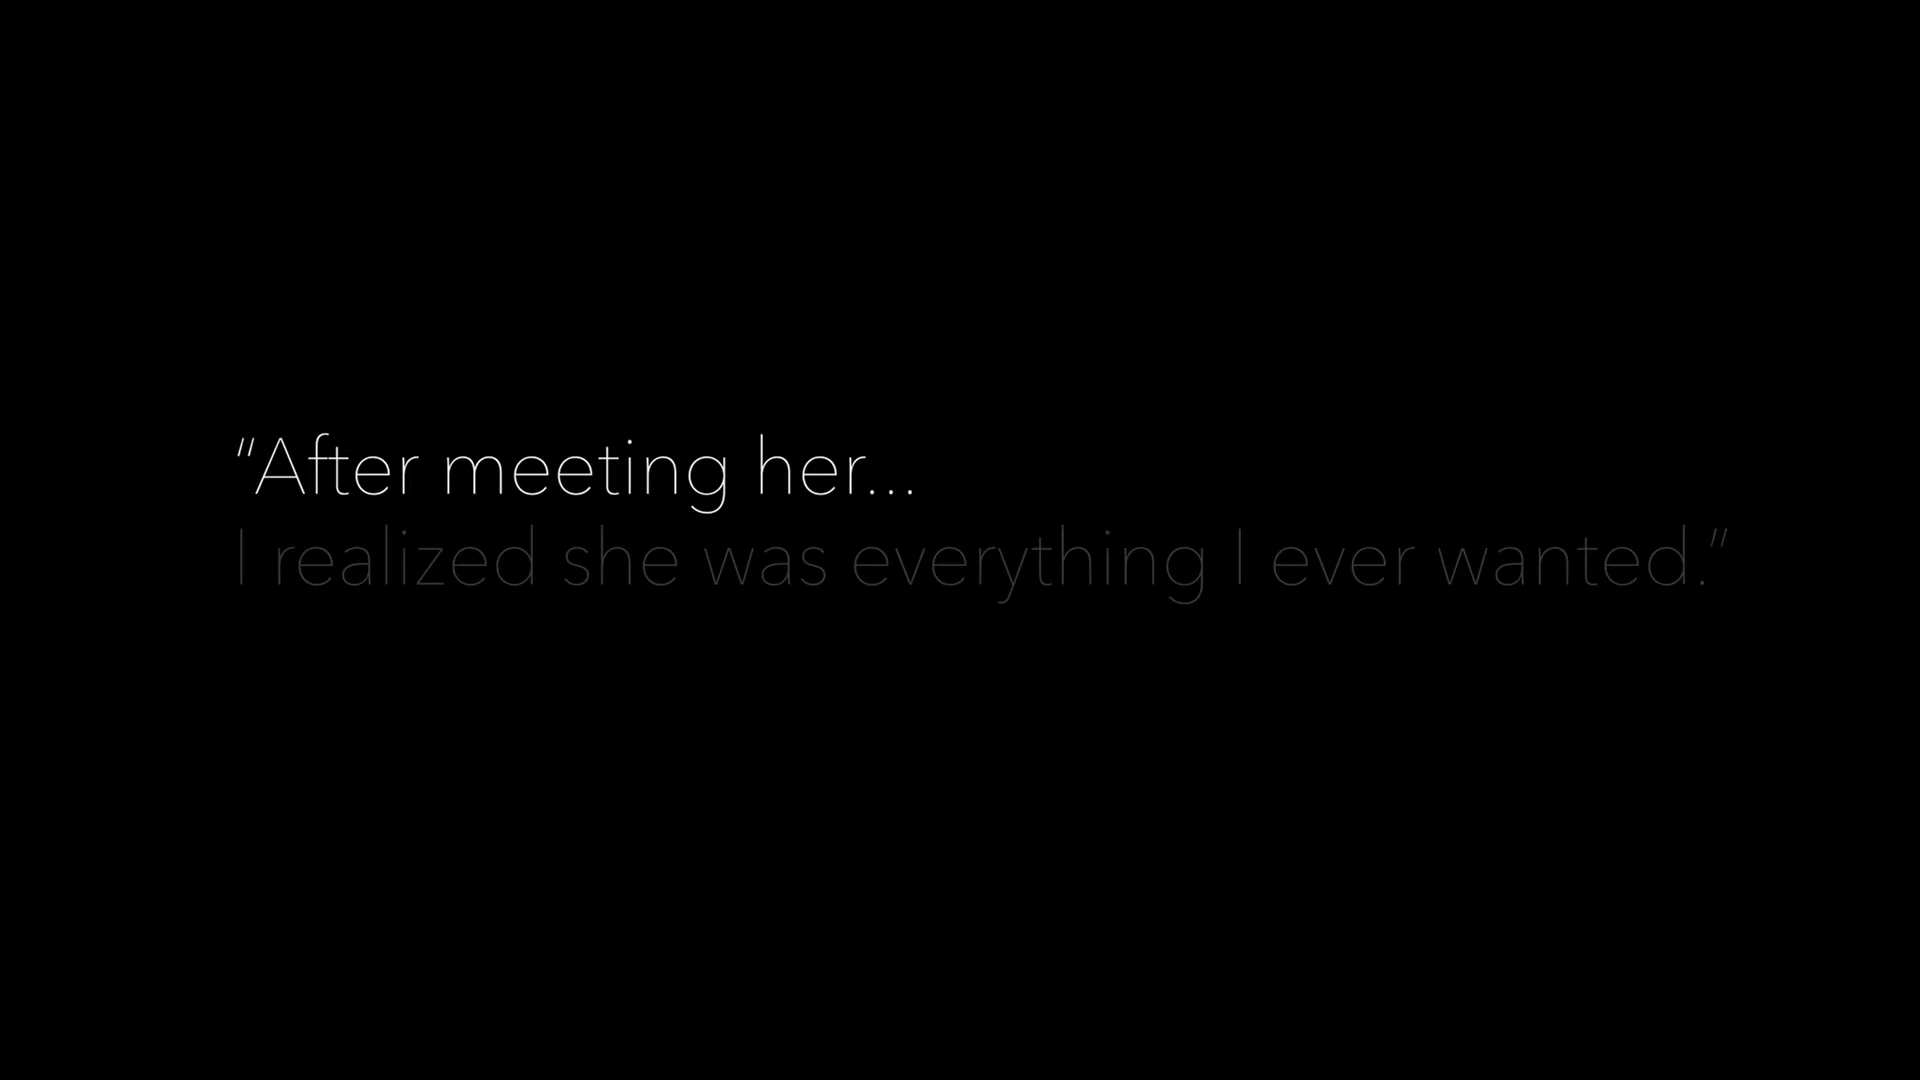 “After meeting her...
I realized she was everything I ever wanted.”